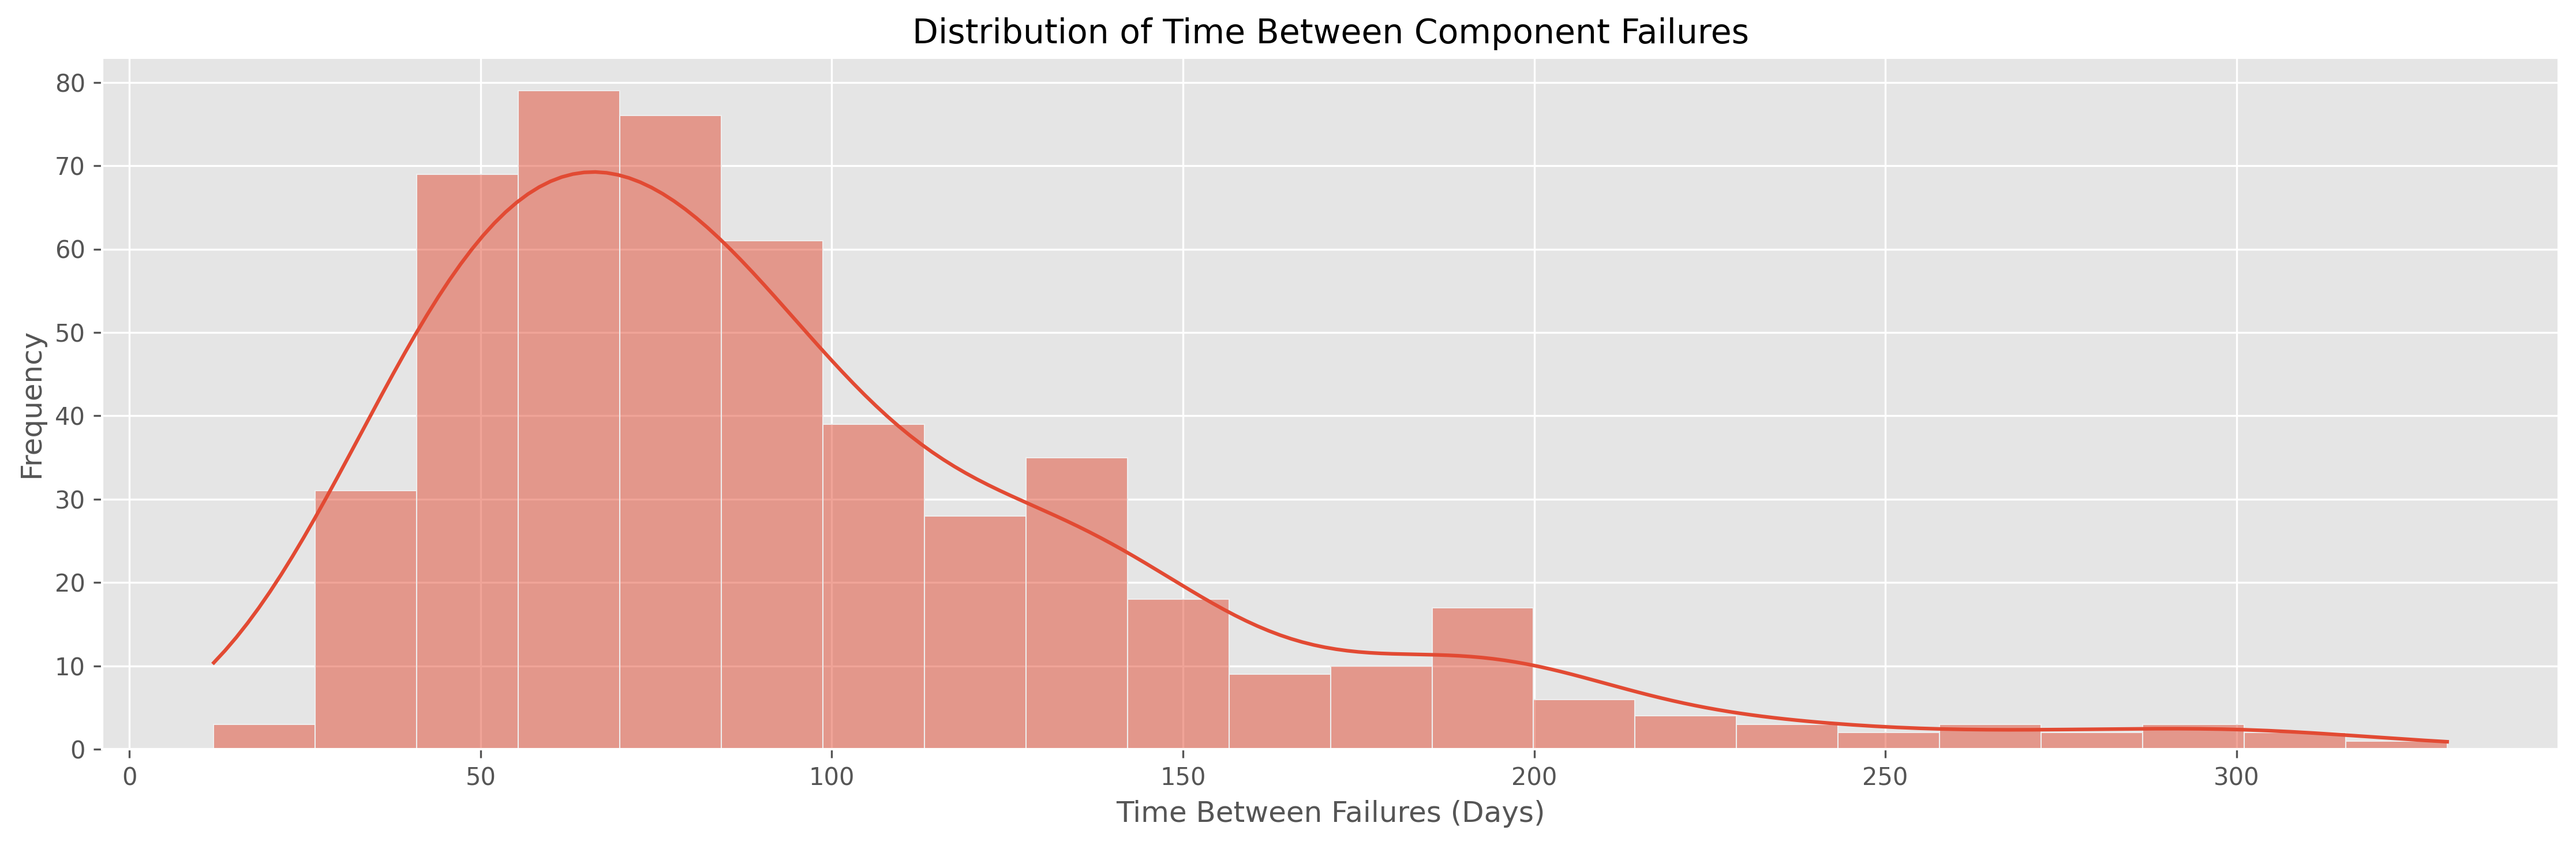 Distribution of Time Between Component Failures
80
70
60
50
40
30
20
10
0
Frequency
0 50 100 150 200 250 300
Time Between Failures (Days)